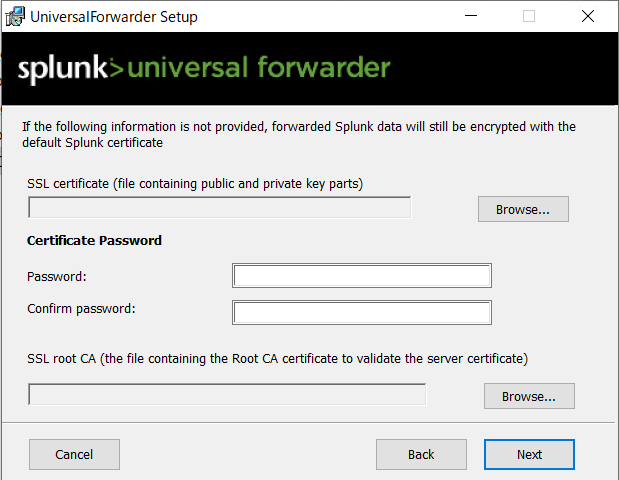 UniversalForwarder Setup
splunk>universal forwarder
If the following information is not provided, forwarded Splunk data will still be encrypted with the
default Splunk certificate
SSL certificate (file containing public and private key parts)
Browse...
Certificate Password
Password:
Confirm password:
SSL root CA (the file containing the Root CA certificate to validate the server certificate)
Browse...
Cancel Back Next